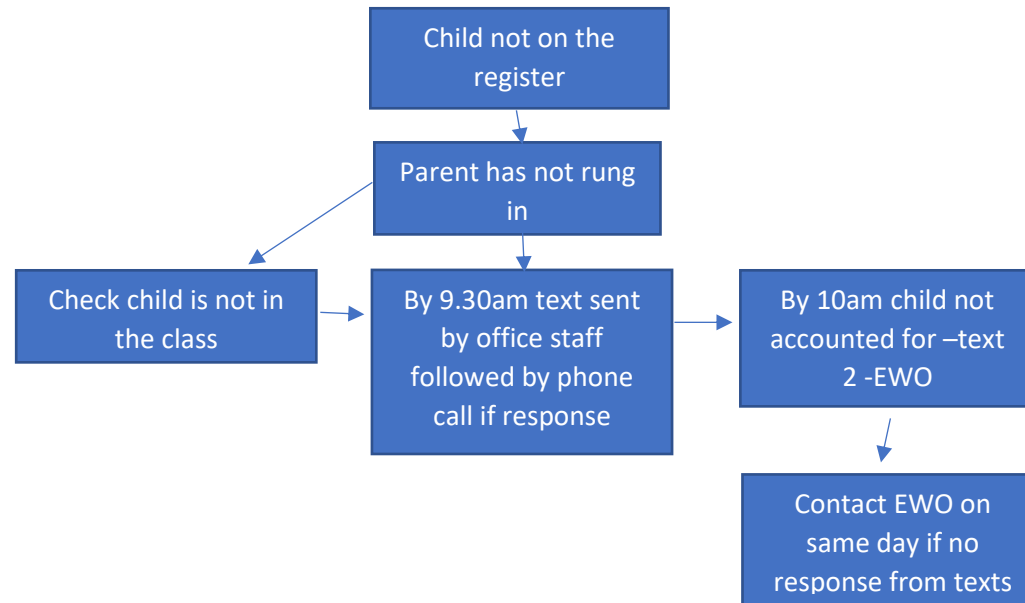 Child not on the
register
Parent has not rung
in
Check child is not in
the class
By 9.30am text sent
by office staff
followed by phone
call if response
By 10am child not
accounted for –text
2 -EWO
Contact EWO on
same day if no
response from texts